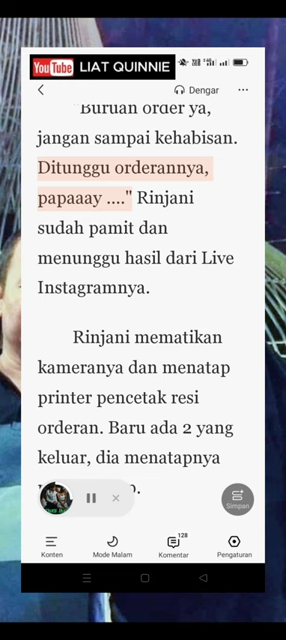 YouTube LIAT QUINNIE
Dengar
"Buruan order ya,
jangan sampai kehabisan.
Ditunggu orderannya,
papaaay ...." Rinjani
sudah pamit dan
menunggu hasil dari Live
Instagramnya.
Rinjani mematikan
kameranya dan menatap
printer pencetak resi
orderan. Baru ada 2 yang
keluar, dia menatapnya
Simpan
128
Konten
Mode Malam
Komentar
Pengaturan